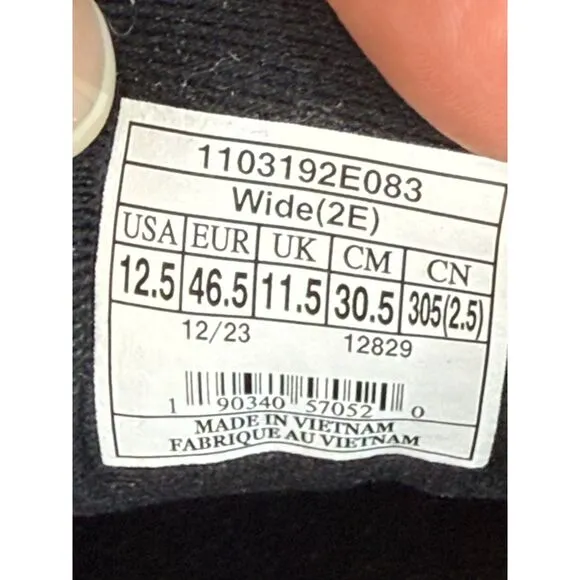 1103192E083
Wide(2E)
USA EUR UK CM CN
12.5 46.5 11.5 30.5 305(2.5)
12/23 12829
1 90340 57052 0
MADE IN VIETNAM
FABRIQUE AU VIETNAM